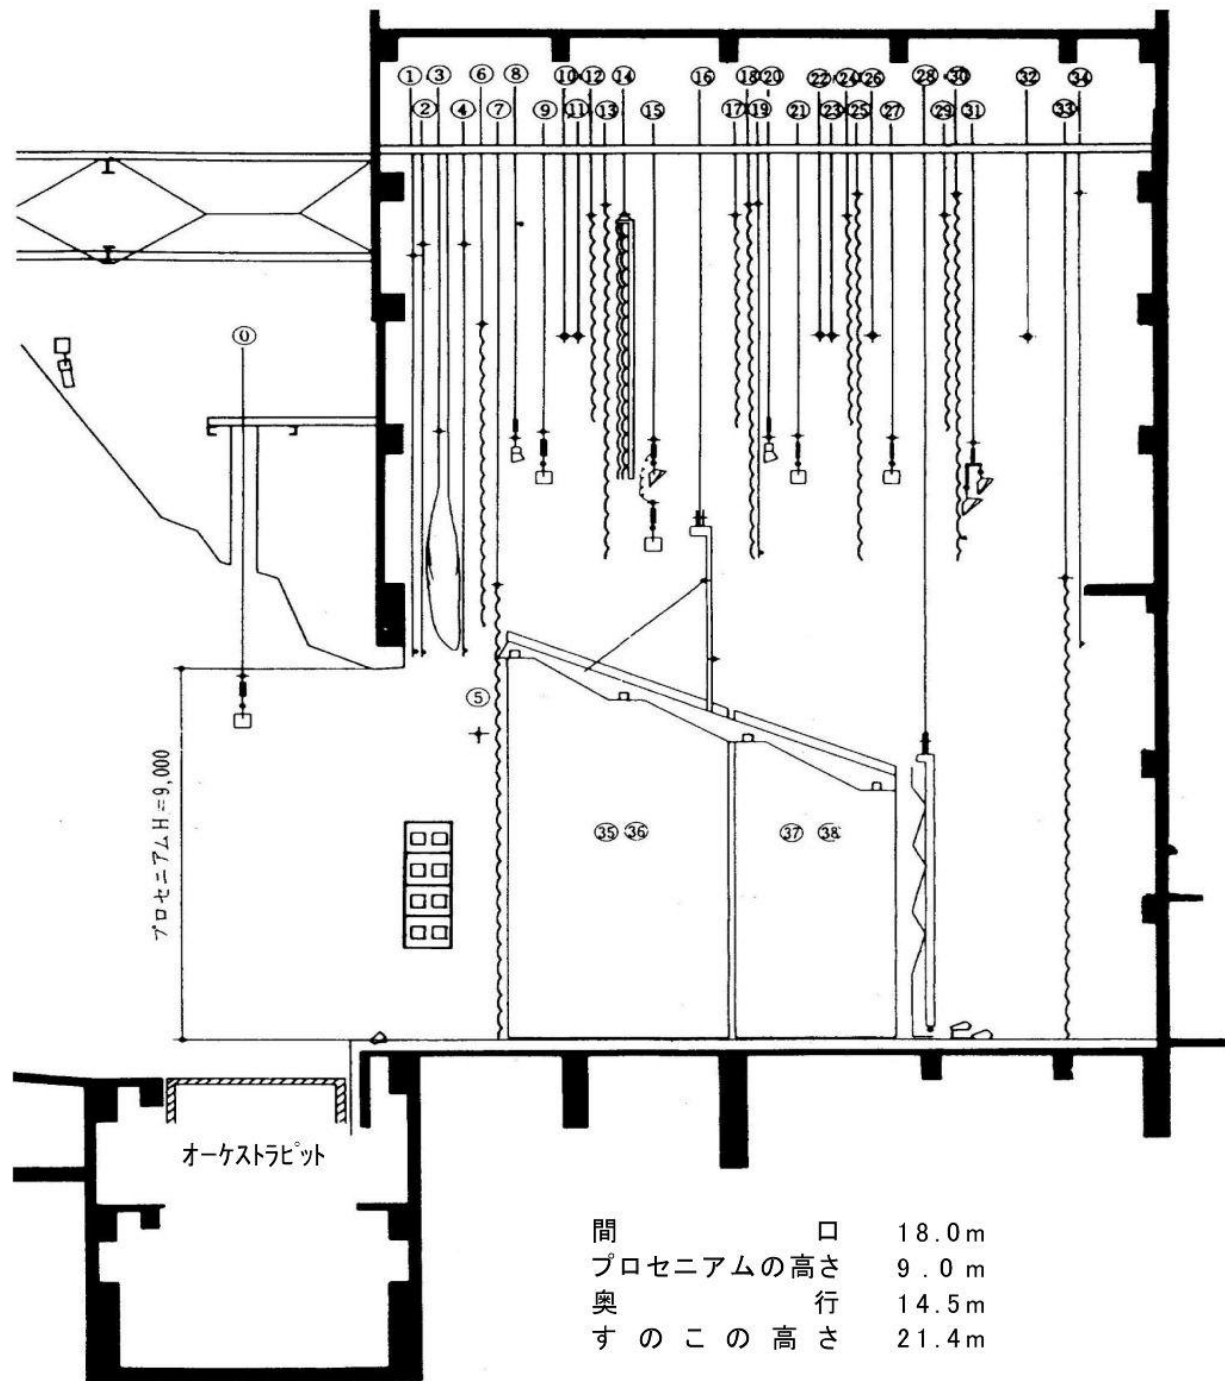 ① ③ ⑥ ⑧ ⑩ ⑫ ⑭ ⑯ ⑱ ⑳ ㉒ ㉔ ㉖ ㉘ ㉚ ㉜ ㉞
② ④ ⑦ ⑨ ⑪ ⑬ ⑮ ⑰ ⑲ ㉑ ㉓ ㉕ ㉗ ㉙ ㉛ ㉝
⓪
⑤
プロセニアムH=9,000
㉟ ㊱ ㊲ ㊳
オーケストラピット
間口 18.0m
プロセニアムの高さ 9.0m
奥行 14.5m
すのこの高さ 21.4m